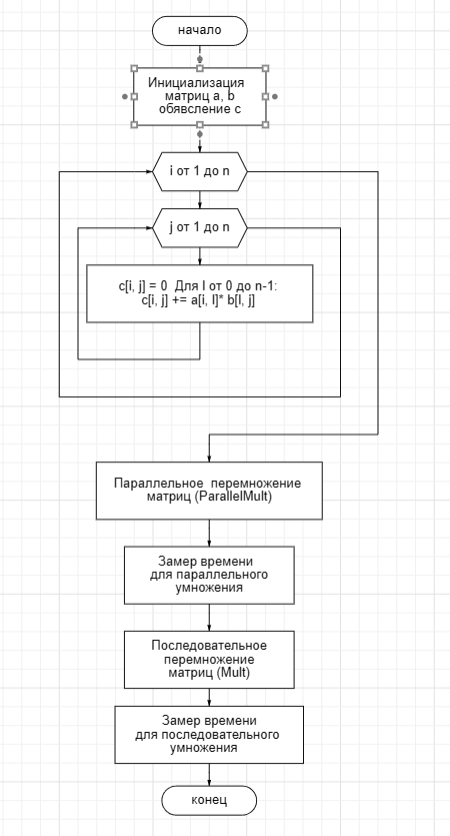 начало
Инициализация
матриц a, b
обявсление c
i от 1 до n
j от 1 до n
c[i, j] = 0 Для l от 0 до n-1:
c[i, j] += a[i, l]* b[l, j]
Параллельное перемножение
матриц (ParallelMult)
Замер времени
для параллельного
умножения
Последовательное
перемножение
матриц (Mult)
Замер времени
для последовательного
умножения
конец